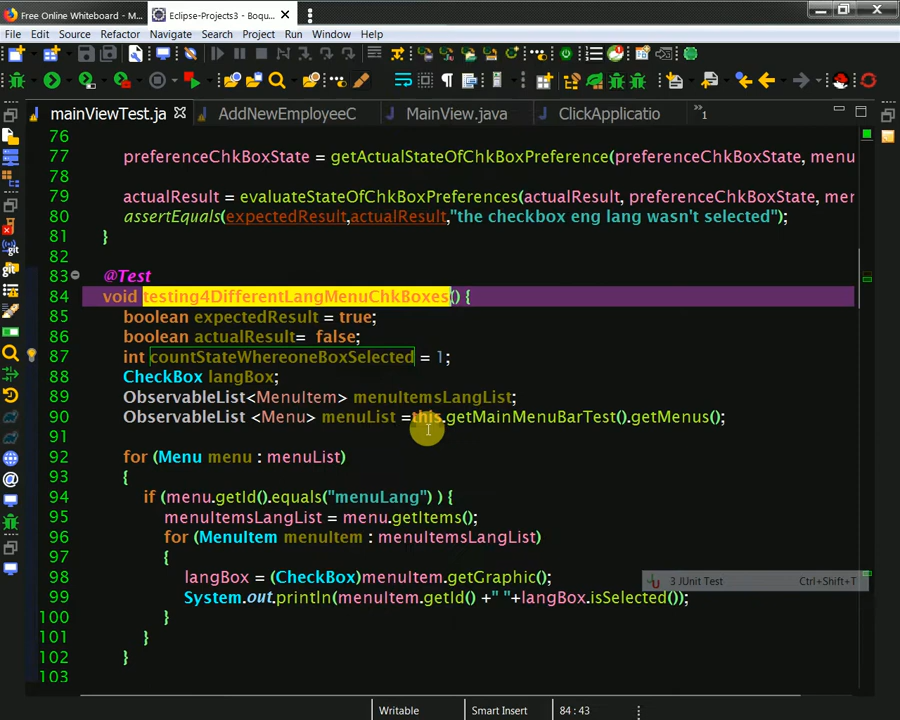 Free Online Whiteboard - M...
Eclipse-Projects3 - Boqu...
File Edit Source Refactor Navigate Search Project Run Window Help
mainViewTest.ja
AddNewEmployeeC
MainView.java
ClickApplicatio
»1
76
77 preferenceChkBoxState = getActualStateOfChkBoxPreference(preferenceChkBoxState, menu
78
79 actualResult = evaluateStateOfChkBoxPreferences(actualResult, preferenceChkBoxState, mer
80 assertEquals(expectedResult,actualResult,"the checkbox eng lang wasn't selected");
81 }
82
83 @Test
84 void testing4DifferentLangMenuChkBoxes() {
85 boolean expectedResult = true;
86 boolean actualResult= false;
87 int countStateWhereoneBoxSelected = 1;
88 CheckBox langBox;
89 ObservableList<MenuItem> menuItemsLangList;
90 ObservableList <Menu> menuList =this.getMainMenuBarTest().getMenus();
91
92 for (Menu menu : menuList)
93 {
94 if (menu.getId().equals("menuLang") ) {
95 menuItemsLangList = menu.getItems();
96 for (MenuItem menuItem : menuItemsLangList)
97 {
98 langBox = (CheckBox)menuItem.getGraphic();
3 JUnit Test Ctrl+Shift+T
99 System.out.println(menuItem.getId() +" "+langBox.isSelected());
100 }
101 }
102 }
103
Writable Smart Insert 84 : 43